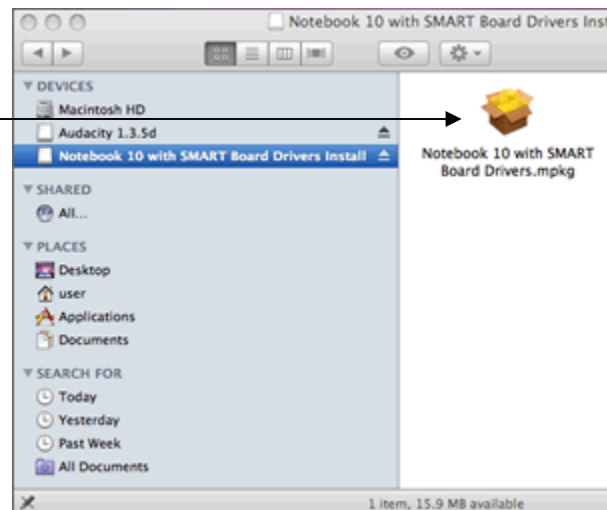 Notebook 10 with SMART Board Drivers Inst
DEVICES
Macintosh HD
Audacity 1.3.5d
Notebook 10 with SMART Board Drivers Install
SHARED
All...
PLACES
Desktop
user
Applications
Documents
SEARCH FOR
Today
Yesterday
Past Week
All Documents
Notebook 10 with SMART
Board Drivers.mpkg
1 item, 15.9 MB available